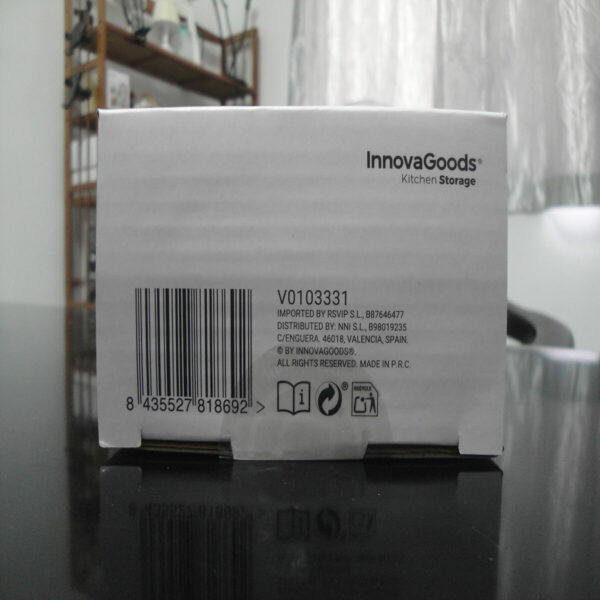 InnovaGoods®
Kitchen Storage
V0103331
IMPORTED BY RSVIP S.L., B87646477
DISTRIBUTED BY: NNI S.L., B98019235
C/ENGUERA. 46018, VALENCIA, SPAIN.
© BY INNOVAGOODS®.
ALL RIGHTS RESERVED. MADE IN P.R.C.
8 435527 818692 >
i ® RECYCLE